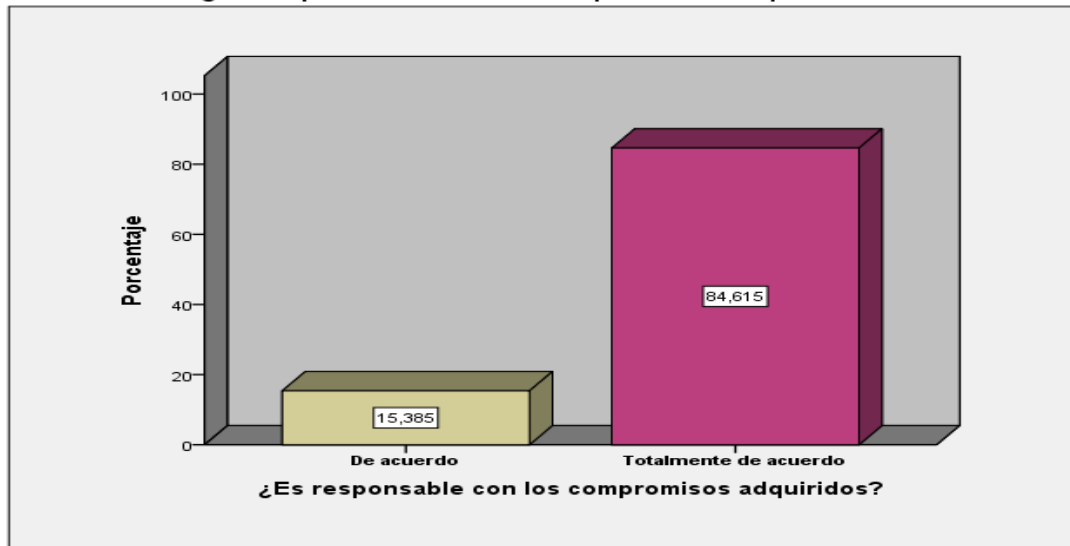 100
80
60
40
20
0
Porcentaje
15,385
84,615
De acuerdo
Totalmente de acuerdo
¿Es responsable con los compromisos adquiridos?